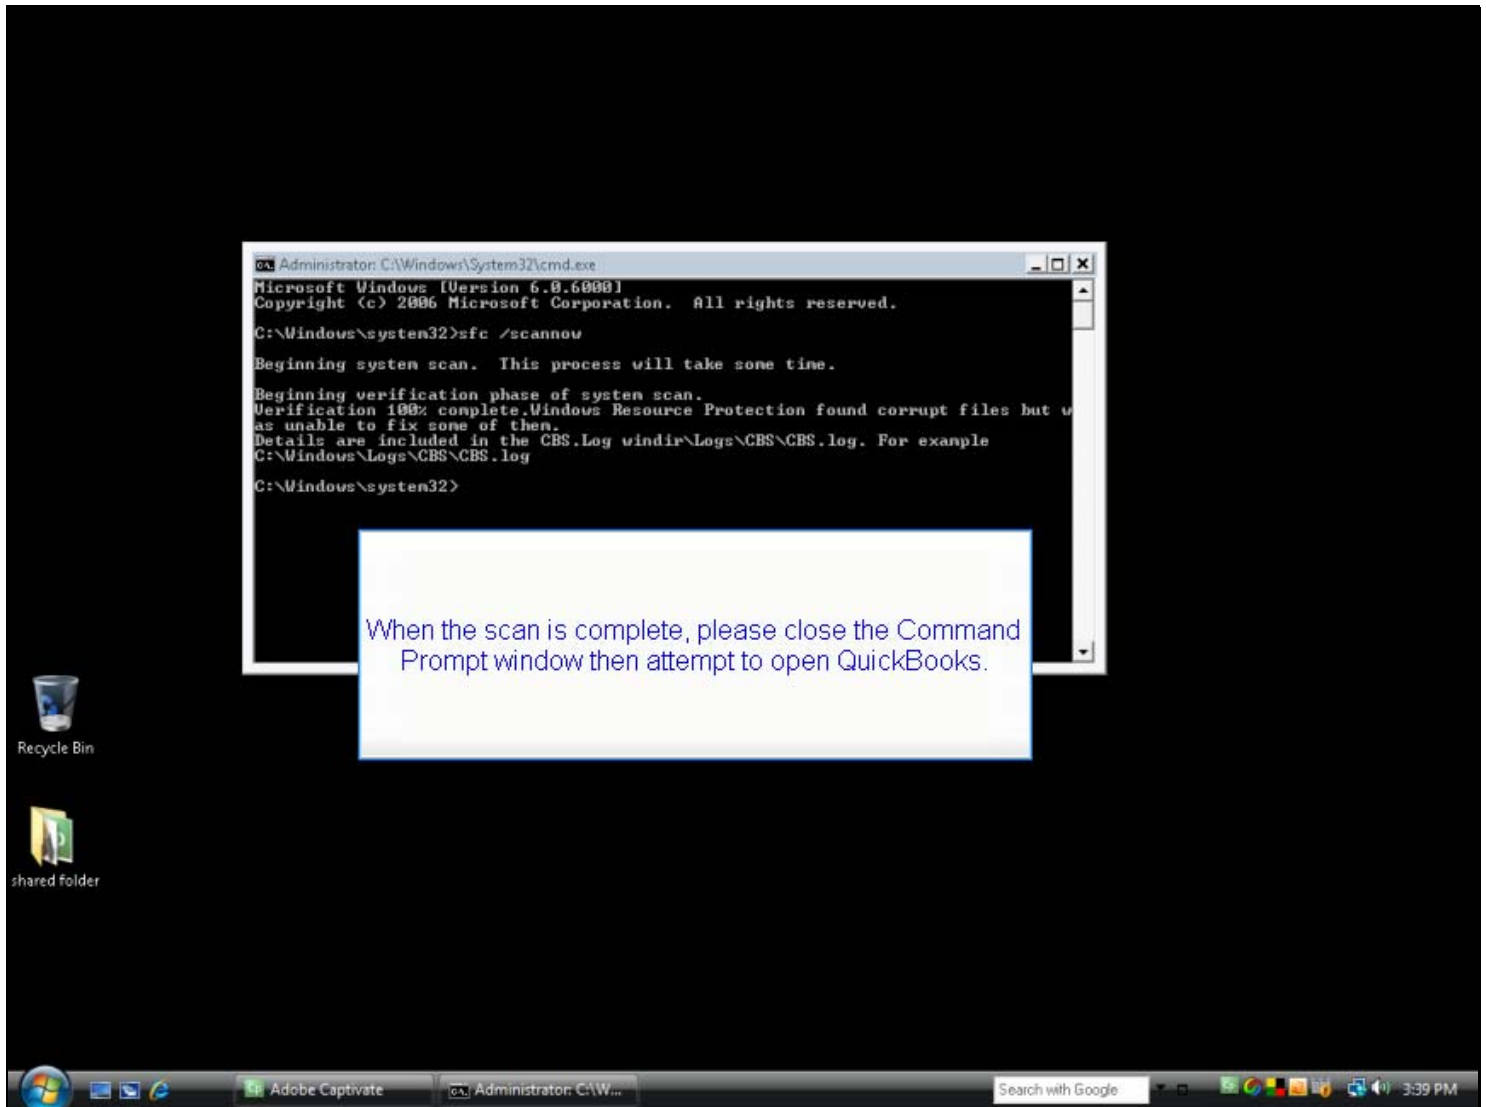 Administrator: C:\Windows\System32\cmd.exe
Microsoft Windows [Version 6.0.6000]
Copyright (c) 2006 Microsoft Corporation.  All rights reserved.
C:\Windows\system32>sfc /scannow
Beginning system scan.  This process will take some time.
Beginning verification phase of system scan.
Verification 100% complete.Windows Resource Protection found corrupt files but w
as unable to fix some of them.
Details are included in the CBS.Log windir\Logs\CBS\CBS.log. For example
C:\Windows\Logs\CBS\CBS.log
C:\Windows\system32>
When the scan is complete, please close the Command
Prompt window then attempt to open QuickBooks.
Recycle Bin
shared folder
Adobe Captivate
Administrator: C:\W...
Search with Google
3:39 PM